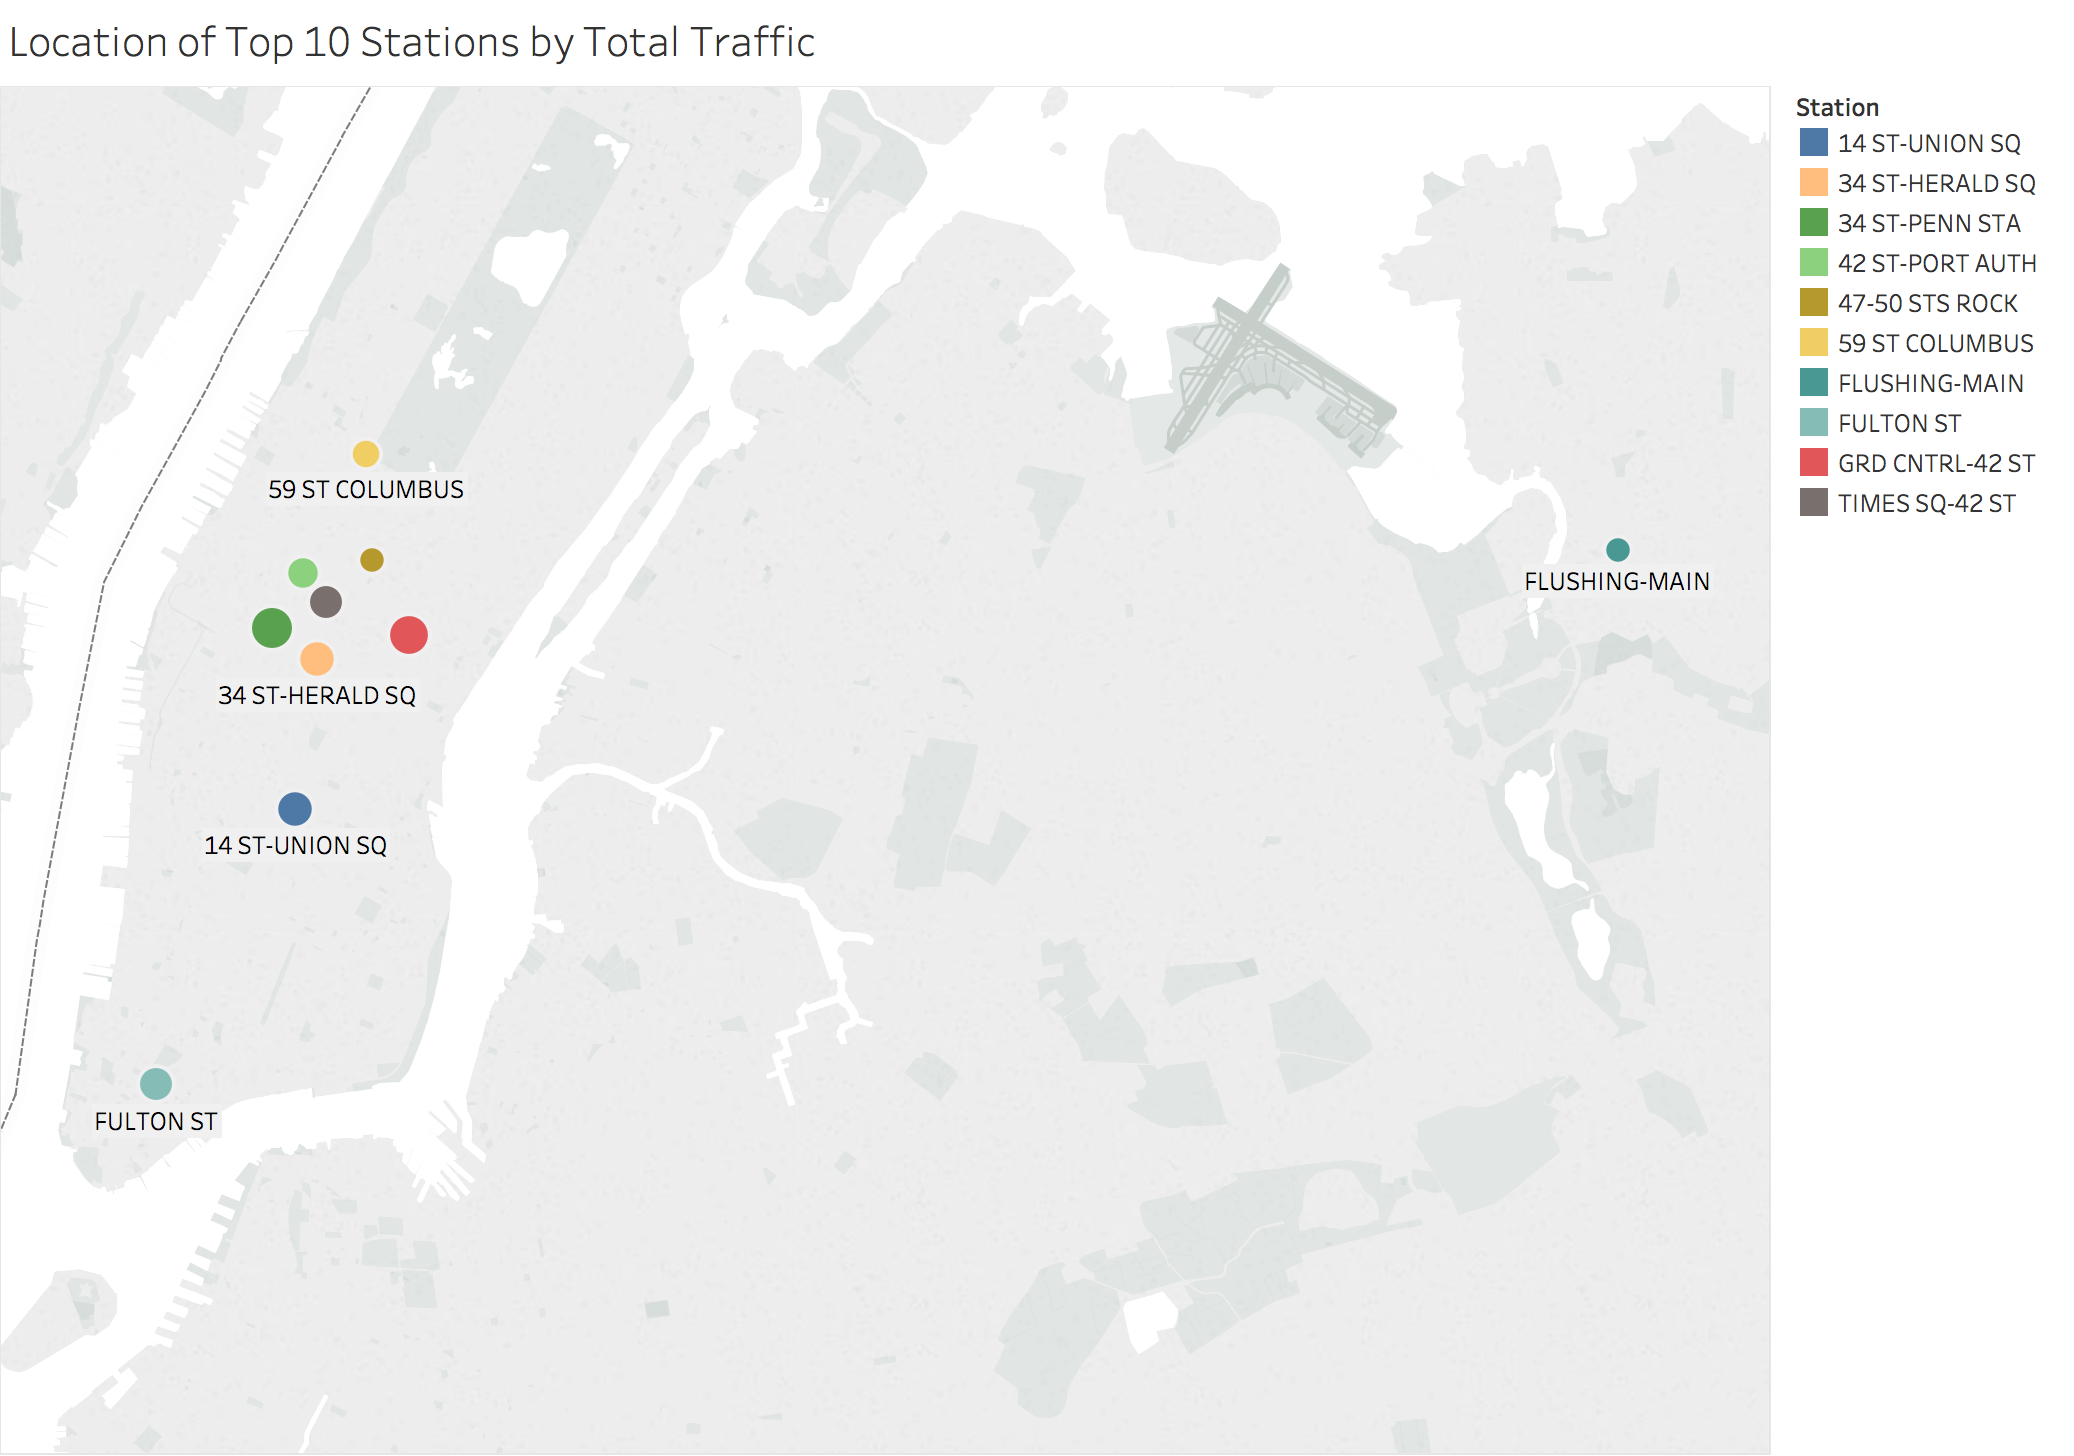 Location of Top 10 Stations by Total Traffic
Station
14 ST-UNION SQ
34 ST-HERALD SQ
34 ST-PENN STA
42 ST-PORT AUTH
47-50 STS ROCK
59 ST COLUMBUS
FLUSHING-MAIN
FULTON ST
GRD CNTRL-42 ST
TIMES SQ-42 ST
59 ST COLUMBUS
FLUSHING-MAIN
34 ST-HERALD SQ
14 ST-UNION SQ
FULTON ST